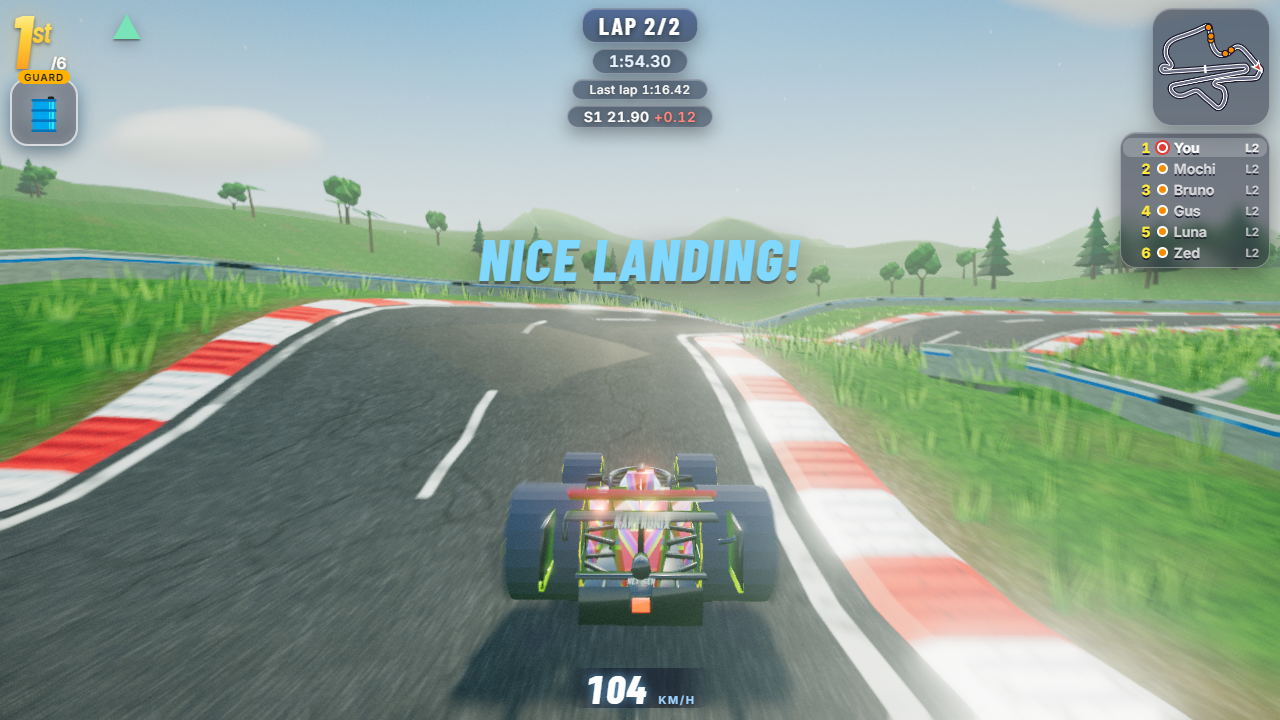 1st
/6
GUARD
LAP 2/2
1:54.30
Last lap 1:16.42
S1 21.90 +0.12
1 You L2
2 Mochi L2
3 Bruno L2
4 Gus L2
5 Luna L2
6 Zed L2
NICE LANDING!
104 KM/H